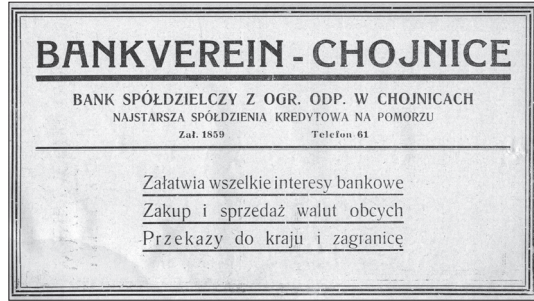 BANKVEREIN - CHOJNICE
BANK SPÓŁDZIELCZY Z OGR. ODP. W CHOJNICACH
NAJSTARSZA SPÓŁDZIENIA KREDYTOWA NA POMORZU
Zał. 1859 Telefon 61
Załatwia wszelkie interesy bankowe
Zakup i sprzedaż walut obcych
Przekazy do kraju i zagranicę